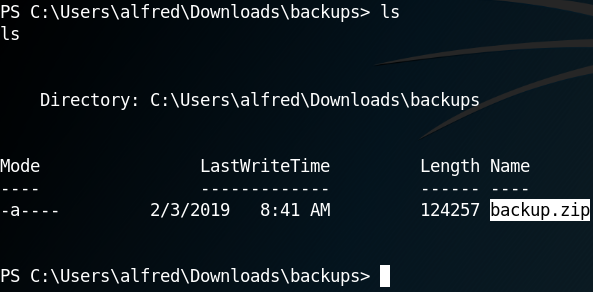 PS C:\Users\alfred\Downloads\backups> ls
ls
Directory: C:\Users\alfred\Downloads\backups
Mode LastWriteTime Length Name
---- ------------- ------ ----
-a---- 2/3/2019 8:41 AM 124257 backup.zip
PS C:\Users\alfred\Downloads\backups>